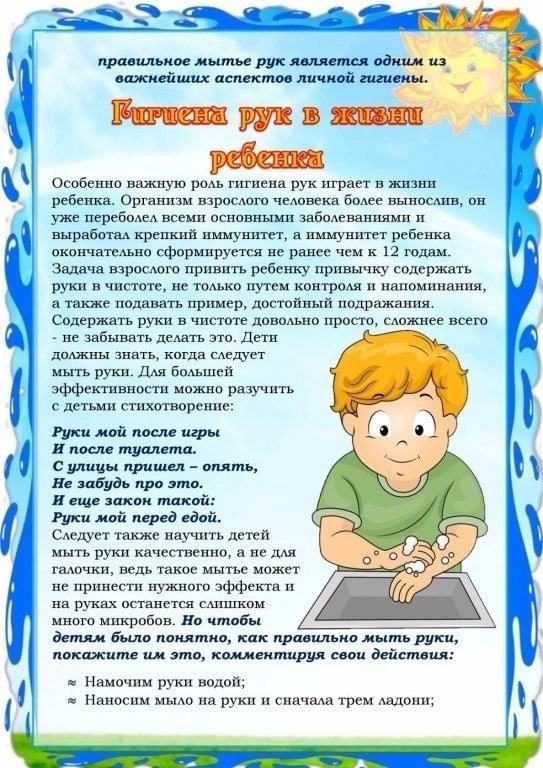 правильное мытье рук является одним из
важнейших аспектов личной гигиены.
Гигиена рук в жизни
ребенка
Особенно важную роль гигиена рук играет в жизни
ребенка. Организм взрослого человека более вынослив, он
уже переболел всеми основными заболеваниями и
выработал крепкий иммунитет, а иммунитет ребенка
окончательно сформируется не ранее чем к 12 годам.
Задача взрослого привить ребенку привычку содержать
руки в чистоте, не только путем контроля и напоминания,
а также подавать пример, достойный подражания.
Содержать руки в чистоте довольно просто, сложнее всего
- не забывать делать это. Дети
должны знать, когда следует
мыть руки. Для большей
эффективности можно разучить
с детьми стихотворение:
Руки мой после игры
И после туалета.
С улицы пришел – опять,
Не забудь про это.
И еще закон такой:
Руки мой перед едой.
Следует также научить детей
мыть руки качественно, а не для
галочки, ведь такое мытье может
не принести нужного эффекта и
на руках останется слишком
много микробов. Но чтобы
детям было понятно, как правильно мыть руки,
покажите им это, комментируя свои действия:
≈ Намочим руки водой;
≈ Наносим мыло на руки и сначала трем ладони;